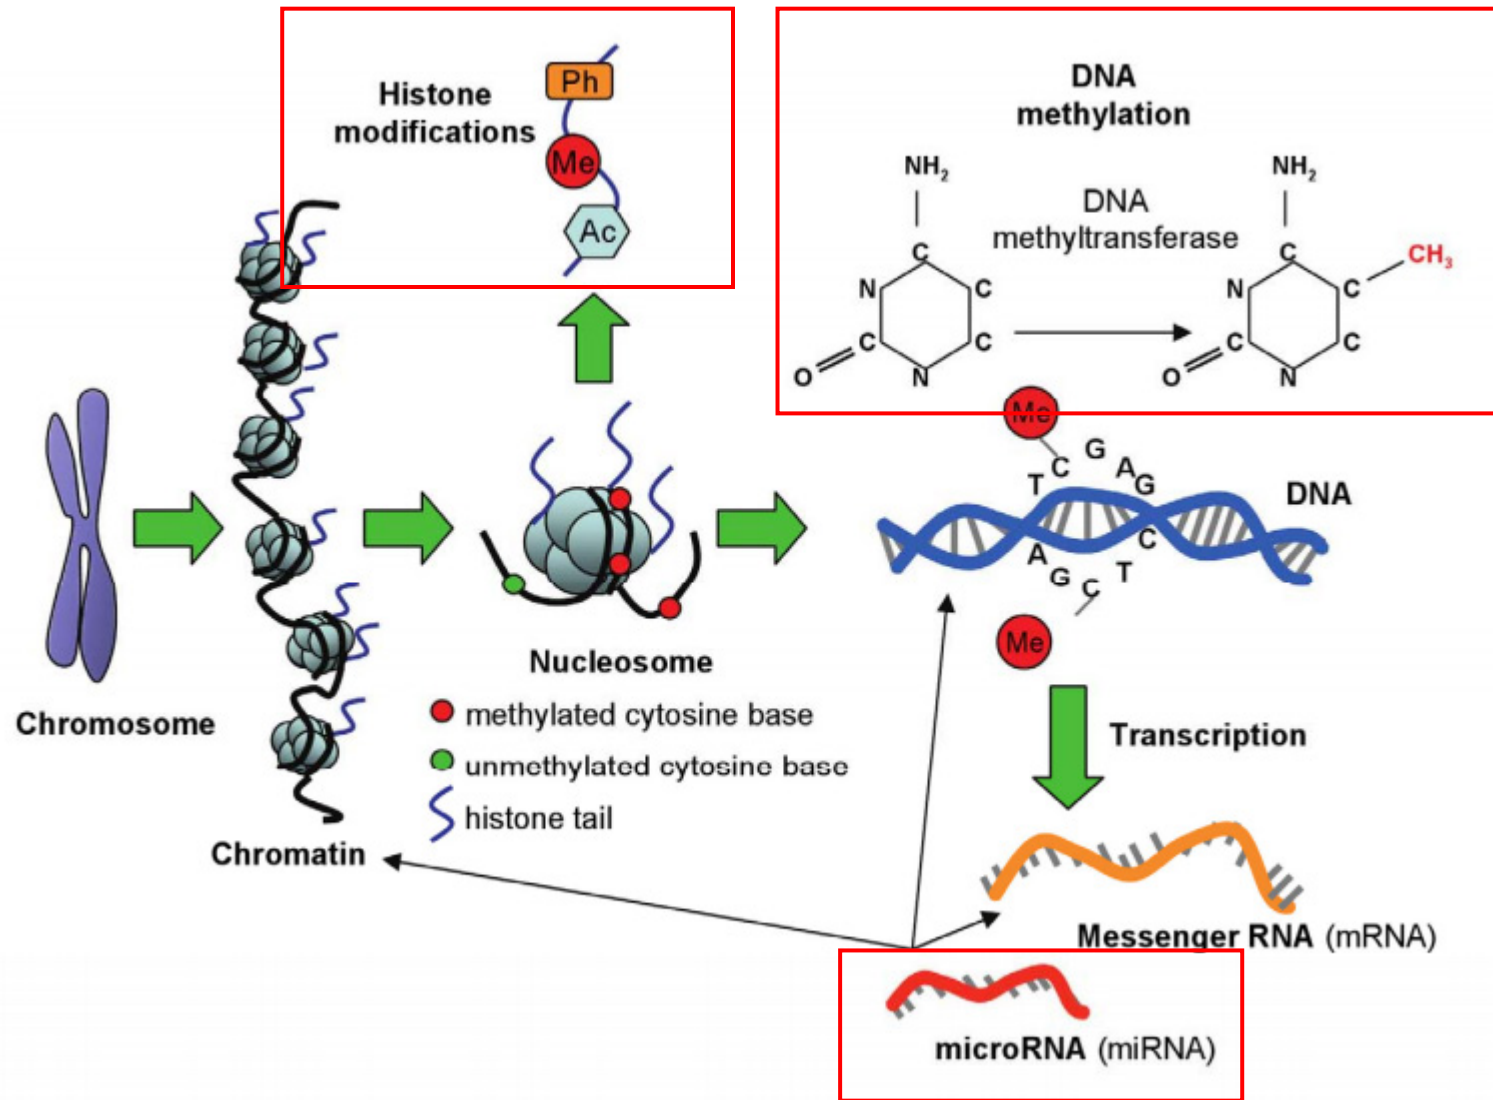 Histone
modifications
Ph
Me
Ac
DNA
methylation
NH2
DNA
methyltransferase
C
N
C
C
C
N
O
NH2
C
CH3
N
C
C
C
N
O
Me
T C G A G
DNA
A G C T C
Me
Chromosome
Chromatin
Nucleosome
methylated cytosine base
unmethylated cytosine base
histone tail
Transcription
Messenger RNA (mRNA)
microRNA (miRNA)